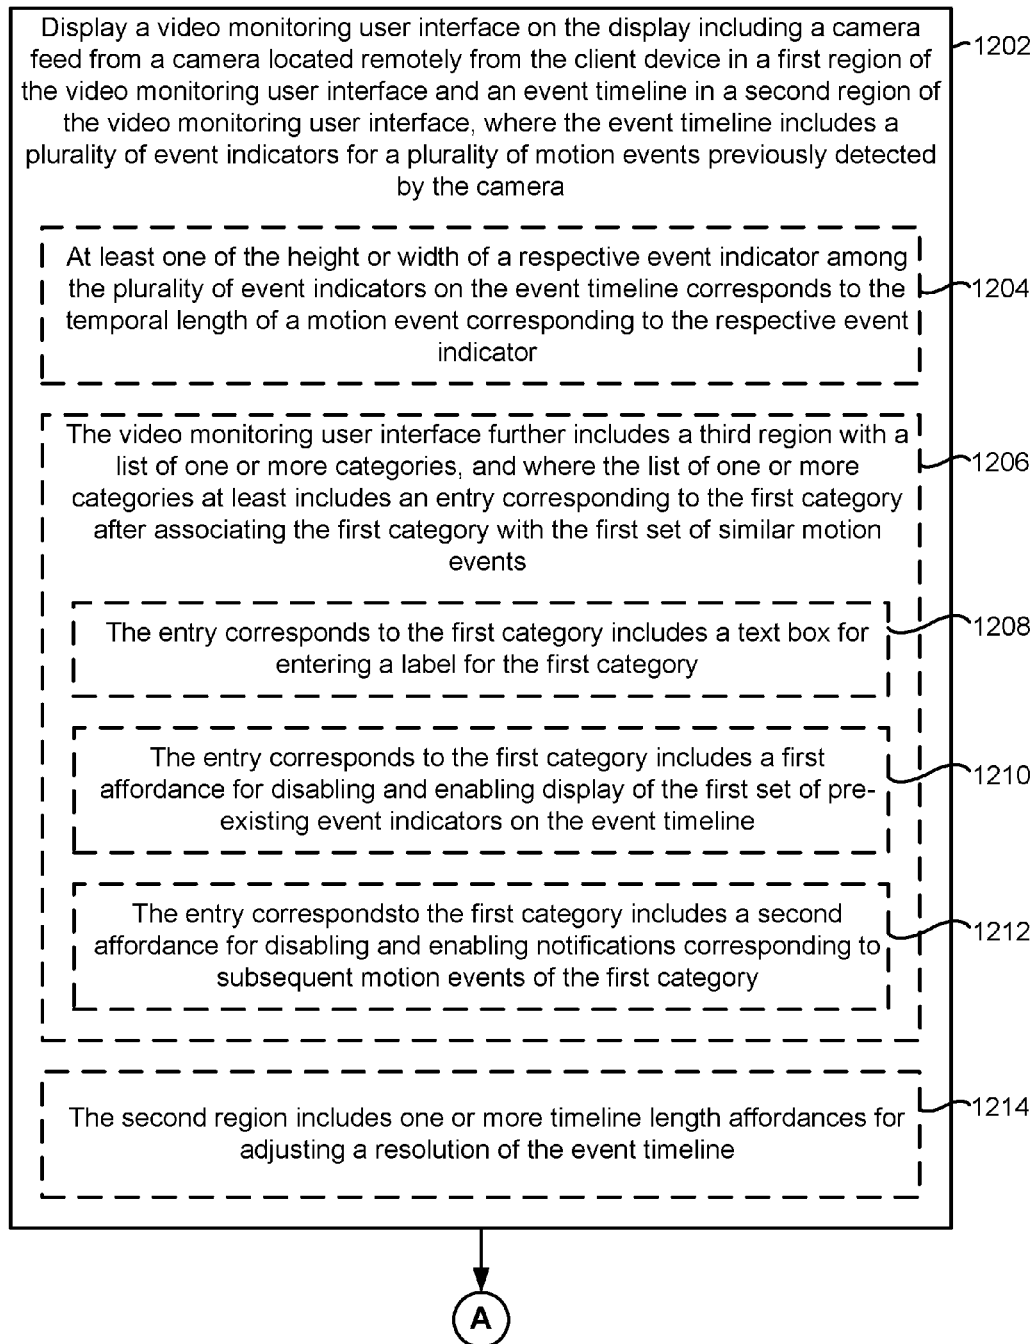 Display a video monitoring user interface on the display including a camera
feed from a camera located remotely from the client device in a first region of
the video monitoring user interface and an event timeline in a second region of
the video monitoring user interface, where the event timeline includes a
plurality of event indicators for a plurality of motion events previously detected
by the camera
1202
At least one of the height or width of a respective event indicator among
the plurality of event indicators on the event timeline corresponds to the
temporal length of a motion event corresponding to the respective event
indicator
1204
The video monitoring user interface further includes a third region with a
list of one or more categories, and where the list of one or more
categories at least includes an entry corresponding to the first category
after associating the first category with the first set of similar motion
events
1206
The entry corresponds to the first category includes a text box for
entering a label for the first category
1208
The entry corresponds to the first category includes a first
affordance for disabling and enabling display of the first set of pre-
existing event indicators on the event timeline
1210
The entry correspondsto the first category includes a second
affordance for disabling and enabling notifications corresponding to
subsequent motion events of the first category
1212
The second region includes one or more timeline length affordances for
adjusting a resolution of the event timeline
1214
A